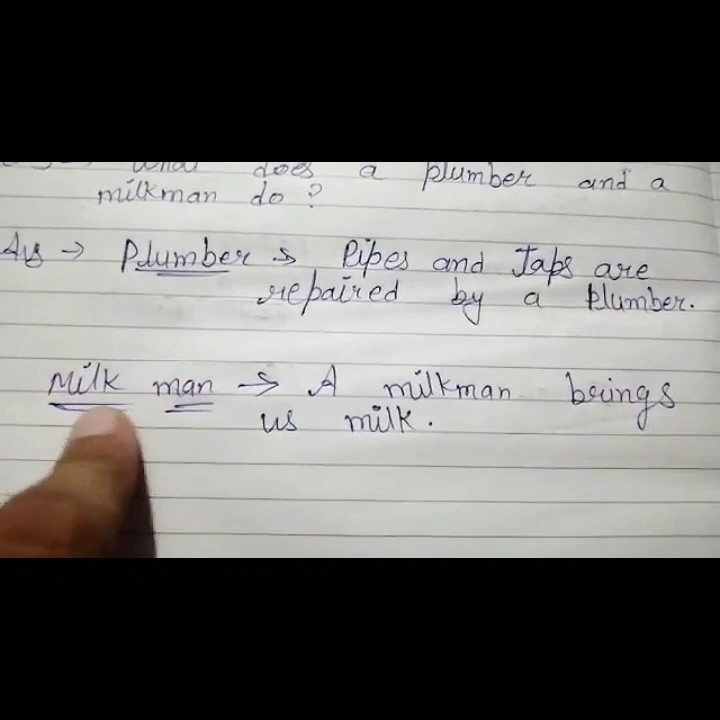 What does a plumber and a
milkman do ?
Ans → Plumber → Pipes and Taps are
repaired by a plumber.
Milk man → A milkman brings
us milk.